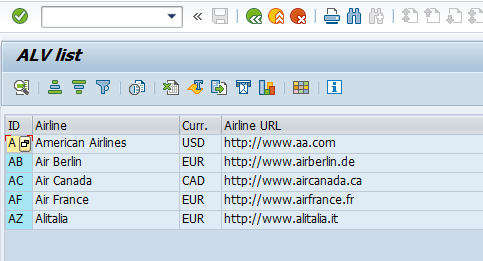 ALV list
ID Airline Curr. Airline URL
A American Airlines USD http://www.aa.com
AB Air Berlin EUR http://www.airberlin.de
AC Air Canada CAD http://www.aircanada.ca
AF Air France EUR http://www.airfrance.fr
AZ Alitalia EUR http://www.alitalia.it